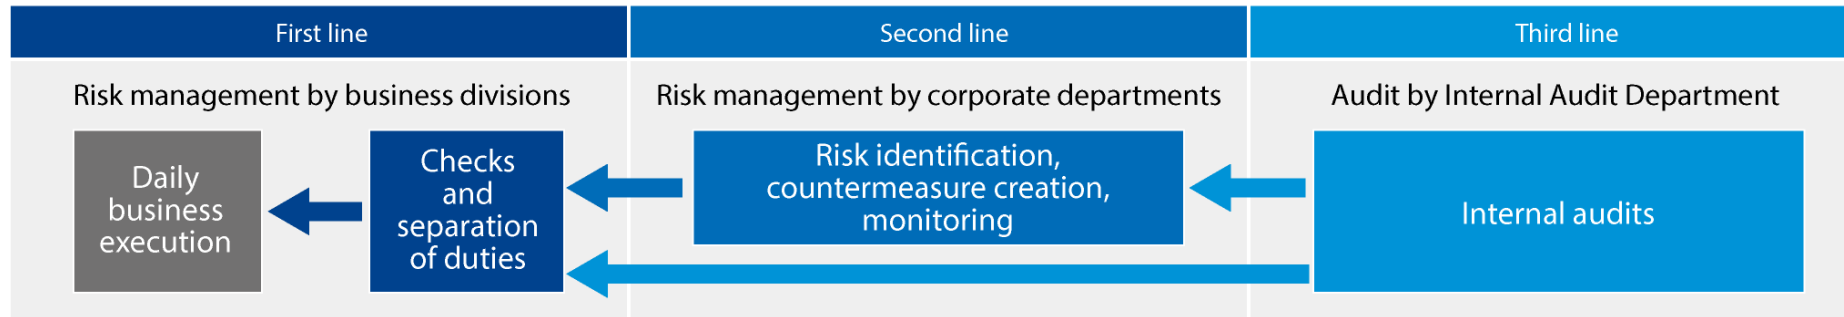 First line
Second line
Third line
Risk management by business divisions
Risk management by corporate departments
Audit by Internal Audit Department
Daily
business
execution
Checks
and
separation
of duties
Risk identification,
countermeasure creation,
monitoring
Internal audits